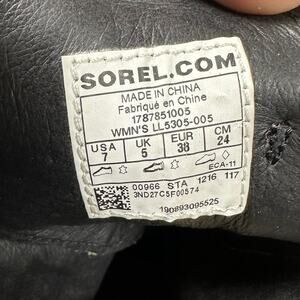 SOREL.COM
MADE IN CHINA
Fabriqué en Chine
1787851005
WMN'S LL5305-005
USA UK EUR CM
7 5 38 24
ECA-11
00966 STA 1216 117
3ND27C5F00574
190893095525